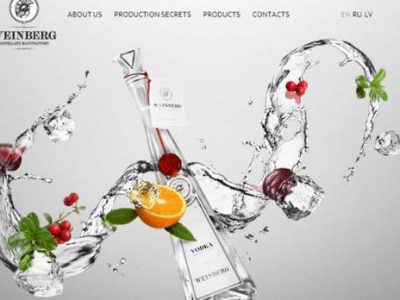 WEINBERG
DISTILLATE MANUFACTORY
ABOUT US PRODUCTION SECRETS PRODUCTS CONTACTS EN RU LV
WEINBERG
VODKA
WEINBERG